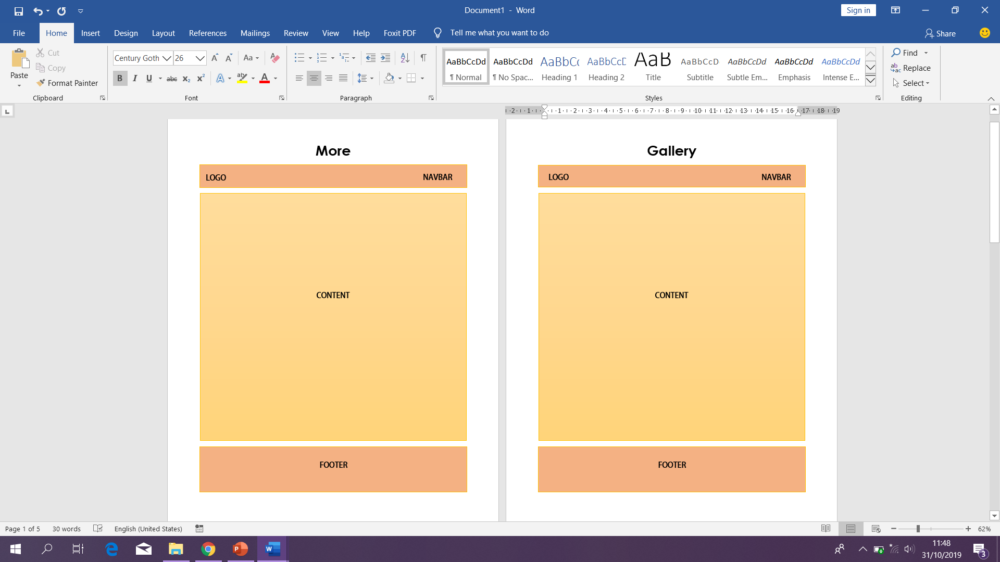 Document1 - Word
Sign in
File Home Insert Design Layout References Mailings Review View Help Foxit PDF Tell me what you want to do Share
Paste
Cut
Copy
Format Painter
Clipboard
Century Goth 26
Font
Paragraph
AaBbCcDd AaBbCcDd AaBbCc AaBbCcD AaB AaBbCcD AaBbCcDd AaBbCcDd AaBbCcDd
¶ Normal ¶ No Spac... Heading 1 Heading 2 Title Subtitle Subtle Em... Emphasis Intense E...
Styles
Find
Replace
Select
Editing
2 1 1 2 3 4 5 6 7 8 9 10 11 12 13 14 15 16 17 18 19
More
LOGO NAVBAR
CONTENT
FOOTER
Gallery
LOGO NAVBAR
CONTENT
FOOTER
Page 1 of 5 30 words English (United States) 62%
11:48
31/10/2019
3